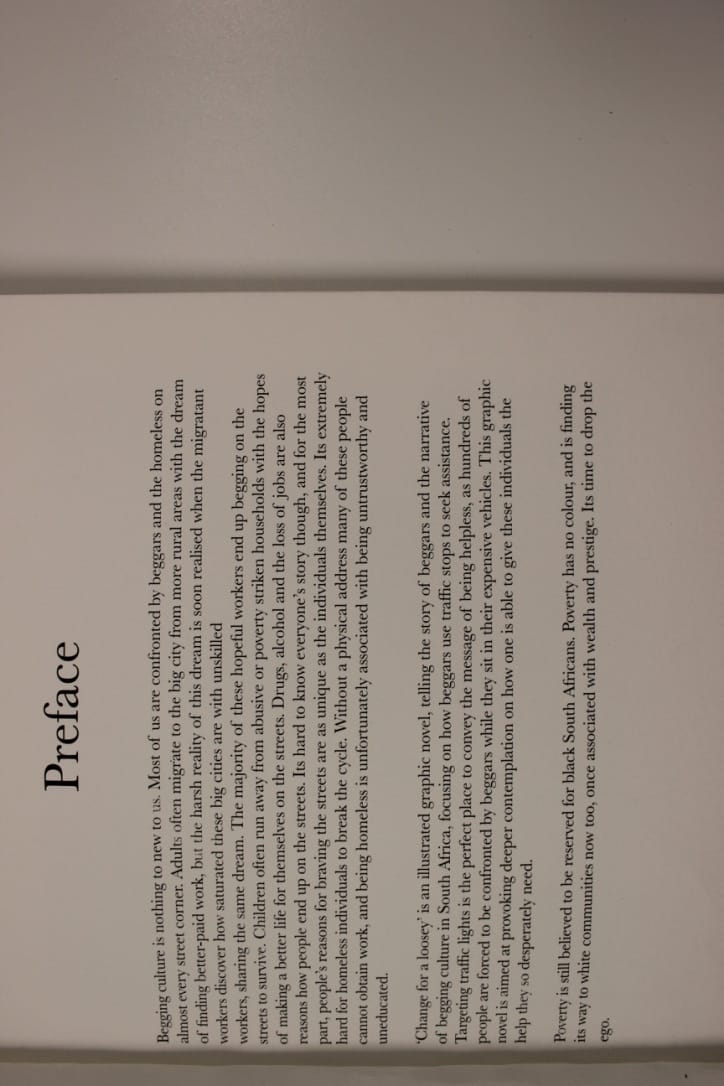 Preface
Begging culture is nothing to new to us. Most of us are confronted by beggars and the homeless on
almost every street corner. Adults often migrate to the big city from more rural areas with the dream
of finding better-paid work, but the harsh reality of this dream is soon realised when the migratant
workers discover how saturated these big cities are with unskilled
workers, sharing the same dream. The majority of these hopeful workers end up begging on the
streets to survive. Children often run away from abusive or poverty striken households with the hopes
of making a better life for themselves on the streets. Drugs, alcohol and the loss of jobs are also
reasons how people end up on the streets. Its hard to know everyone's story though, and for the most
part, people's reasons for braving the streets are as unique as the individuals themselves. Its extremely
hard for homeless individuals to break the cycle. Without a physical address many of these people
cannot obtain work, and being homeless is unfortunately associated with being untrustworthy and
uneducated.
'Change for a loosey' is an illustrated graphic novel, telling the story of beggars and the narrative
of begging culture in South Africa, focusing on how beggars use traffic stops to seek assistance.
Targeting traffic lights is the perfect place to convey the message of being helpless, as hundreds of
people are forced to be confronted by beggars while they sit in their expensive vehicles. This graphic
novel is aimed at provoking deeper contemplation on how one is able to give these individuals the
help they so desperately need.
Poverty is still believed to be reserved for black South Africans. Poverty has no colour, and is finding
its way to white communities now too, once associated with wealth and prestige. Its time to drop the
ego.